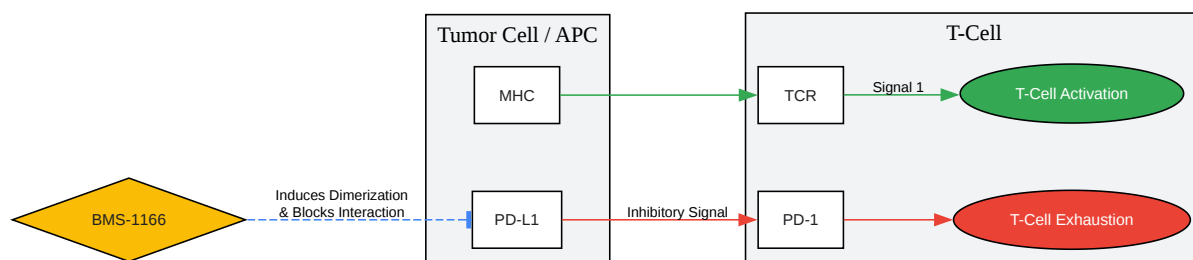 Tumor Cell / APC
T-Cell
MHC
TCR
Signal 1
T-Cell Activation
BMS-1166
Induces Dimerization
& Blocks Interaction
PD-L1
Inhibitory Signal
PD-1
T-Cell Exhaustion